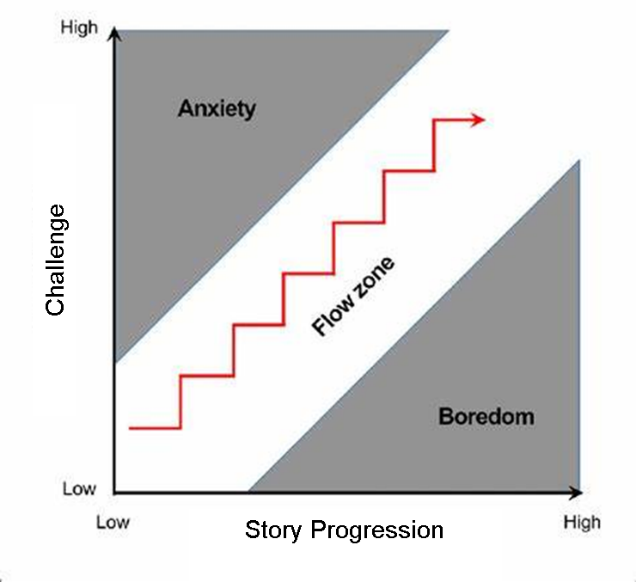 High
Anxiety
Challenge
Flow zone
Boredom
Low
Low
Story Progression
High